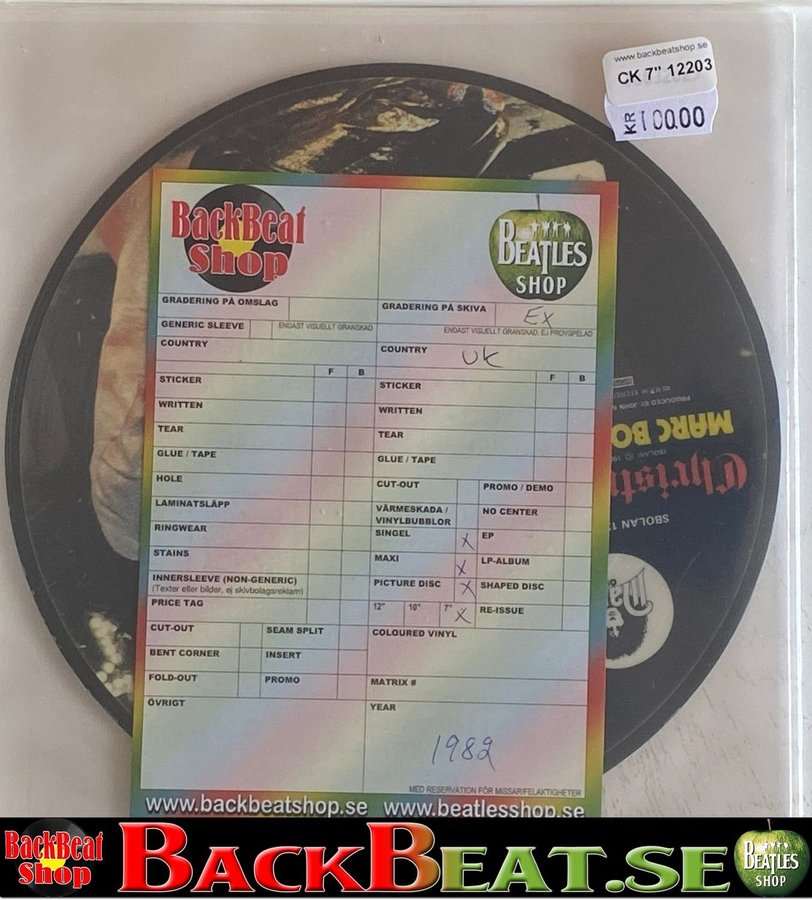 www.backbeatshop.se
CK 7" 12203
KR 100.00
BackBeat
Shop
BEATLES
SHOP
GRADERING PÅ OMSLAG
GRADERING PÅ SKIVA
EX
GENERIC SLEEVE
ENDAST VISUELLT GRANSKAD
ENDAST VISUELLT GRANSKAD, EJ PROVSPELAD
COUNTRY
COUNTRY
UK
F B
F B
STICKER
STICKER
WRITTEN
WRITTEN
TEAR
TEAR
GLUE / TAPE
GLUE / TAPE
HOLE
CUT-OUT
PROMO / DEMO
LAMINATSLÄPP
VÄRMESKADA /
VINYLBUBBLOR
NO CENTER
RINGWEAR
SINGEL
X
EP
STAINS
MAXI
X
LP-ALBUM
INNERSLEEVE (NON-GENERIC)
(Texter eller bilder, ej skivbolagsreklam)
PICTURE DISC
X
SHAPED DISC
PRICE TAG
12" 10" 7" X
RE-ISSUE
CUT-OUT
SEAM SPLIT
COLOURED VINYL
BENT CORNER
INSERT
FOLD-OUT
PROMO
MATRIX #
ÖVRIGT
YEAR
1982
MED RESERVATION FÖR MISSAR/FELAKTIGHETER
www.backbeatshop.se www.beatlesshop.se
MARC BO
Christm
SBOLAN 1
BackBeat
Shop
BACKBEAT.SE
BEATLES
SHOP